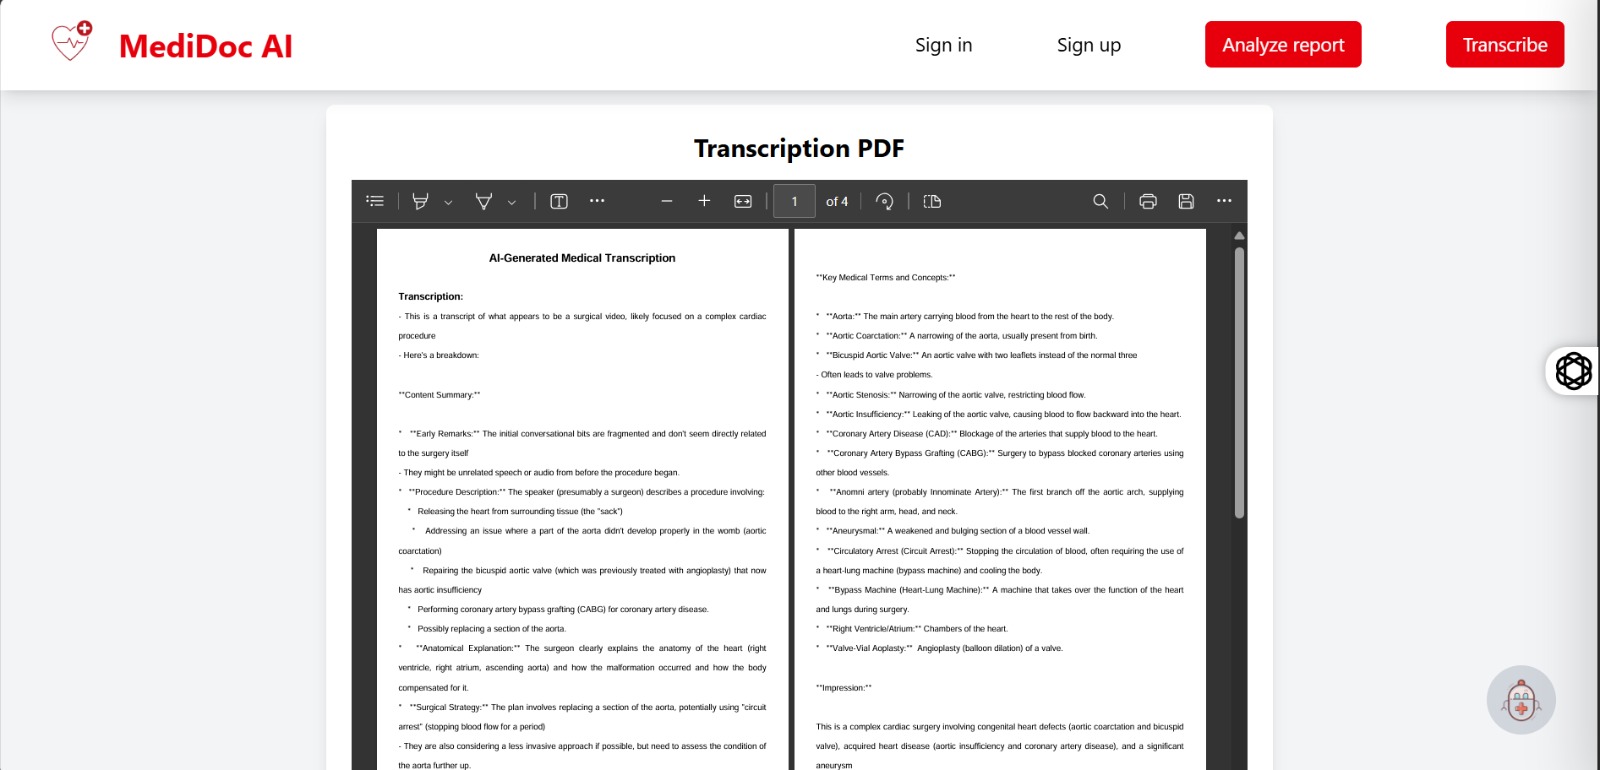 MediDoc AI
Sign in
Sign up
Analyze report
Transcribe
Transcription PDF
1 of 4
AI-Generated Medical Transcription
Transcription:
- This is a transcript of what appears to be a surgical video, likely focused on a complex cardiac
procedure
- Here's a breakdown:
**Content Summary:**
* **Early Remarks:** The initial conversational bits are fragmented and don't seem directly related
to the surgery itself
- They might be unrelated speech or audio from before the procedure began.
* **Procedure Description:** The speaker (presumably a surgeon) describes a procedure involving:
* Releasing the heart from surrounding tissue (the "sack")
* Addressing an issue where a part of the aorta didn't develop properly in the womb (aortic
coarctation)
* Repairing the bicuspid aortic valve (which was previously treated with angioplasty) that now
has aortic insufficiency
* Performing coronary artery bypass grafting (CABG) for coronary artery disease.
* Possibly replacing a section of the aorta.
* **Anatomical Explanation:** The surgeon clearly explains the anatomy of the heart (right
ventricle, right atrium, ascending aorta) and how the malformation occurred and how the body
compensated for it.
* **Surgical Strategy:** The plan involves replacing a section of the aorta, potentially using "circuit
arrest" (stopping blood flow for a period)
- They are also considering a less invasive approach if possible, but need to assess the condition of
the aorta further up.
**Key Medical Terms and Concepts:**
* **Aorta:** The main artery carrying blood from the heart to the rest of the body.
* **Aortic Coarctation:** A narrowing of the aorta, usually present from birth.
* **Bicuspid Aortic Valve:** An aortic valve with two leaflets instead of the normal three
- Often leads to valve problems.
* **Aortic Stenosis:** Narrowing of the aortic valve, restricting blood flow.
* **Aortic Insufficiency:** Leaking of the aortic valve, causing blood to flow backward into the heart.
* **Coronary Artery Disease (CAD):** Blockage of the arteries that supply blood to the heart.
* **Coronary Artery Bypass Grafting (CABG):** Surgery to bypass blocked coronary arteries using
other blood vessels.
* **Anomni artery (probably Innominate Artery):** The first branch off the aortic arch, supplying
blood to the right arm, head, and neck.
* **Aneurysmal:** A weakened and bulging section of a blood vessel wall.
* **Circulatory Arrest (Circuit Arrest):** Stopping the circulation of blood, often requiring the use of
a heart-lung machine (bypass machine) and cooling the body.
* **Bypass Machine (Heart-Lung Machine):** A machine that takes over the function of the heart
and lungs during surgery.
* **Right Ventricle/Atrium:** Chambers of the heart.
* **Valve-Vial Aoplasty:** Angioplasty (balloon dilation) of a valve.
**Impression:**
This is a complex cardiac surgery involving congenital heart defects (aortic coarctation and bicuspid
valve), acquired heart disease (aortic insufficiency and coronary artery disease), and a significant
aneurysm